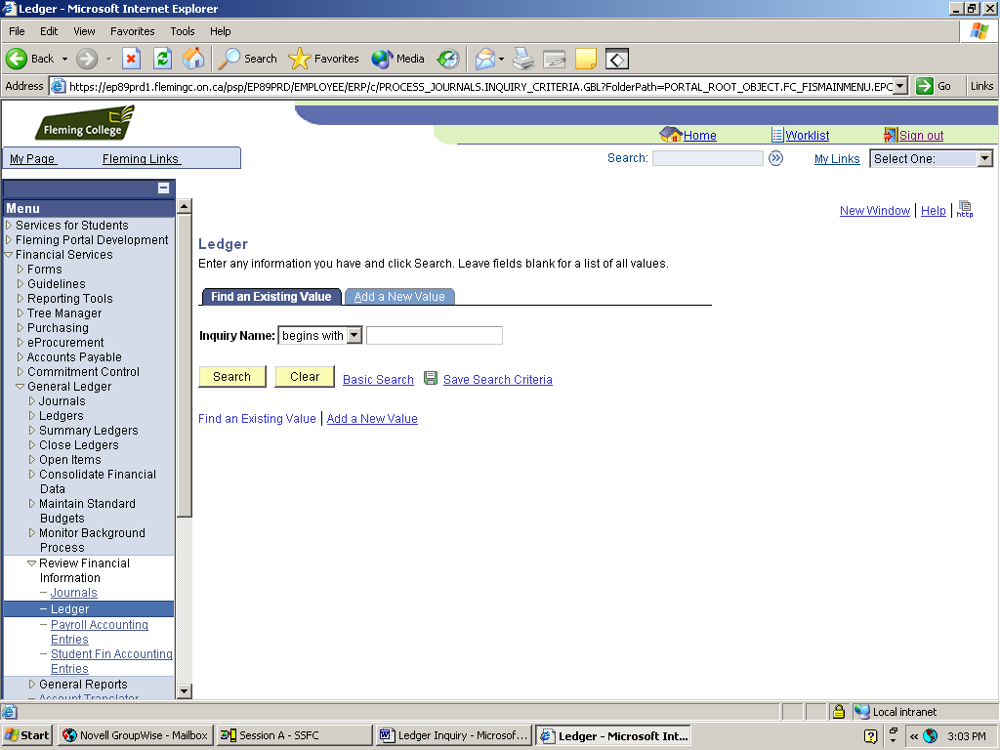 Ledger - Microsoft Internet Explorer
File Edit View Favorites Tools Help
Back Search Favorites Media
Address https://ep89prd1.flemingc.on.ca/psp/EP89PRD/EMPLOYEE/ERP/c/PROCESS_JOURNALS.INQUIRY_CRITERIA.GBL?FolderPath=PORTAL_ROOT_OBJECT.FC_FISMAINMENU.EPC Go Links
Fleming College
Home Worklist Sign out
My Page Fleming Links Search: My Links Select One:
Menu
Services for Students
Fleming Portal Development
Financial Services
Forms
Guidelines
Reporting Tools
Tree Manager
Purchasing
eProcurement
Accounts Payable
Commitment Control
General Ledger
Journals
Ledgers
Summary Ledgers
Close Ledgers
Open Items
Consolidate Financial
Data
Maintain Standard
Budgets
Monitor Background
Process
Review Financial
Information
– Journals
– Ledger
– Payroll Accounting
Entries
– Student Fin Accounting
Entries
General Reports
– Account Translator
New Window | Help | http
Ledger
Enter any information you have and click Search. Leave fields blank for a list of all values.
Find an Existing Value Add a New Value
Inquiry Name: begins with
Search Clear Basic Search Save Search Criteria
Find an Existing Value | Add a New Value
Local intranet
Start Novell GroupWise - Mailbox Session A - SSFC Ledger Inquiry - Microsof... Ledger - Microsoft Int... « 3:03 PM